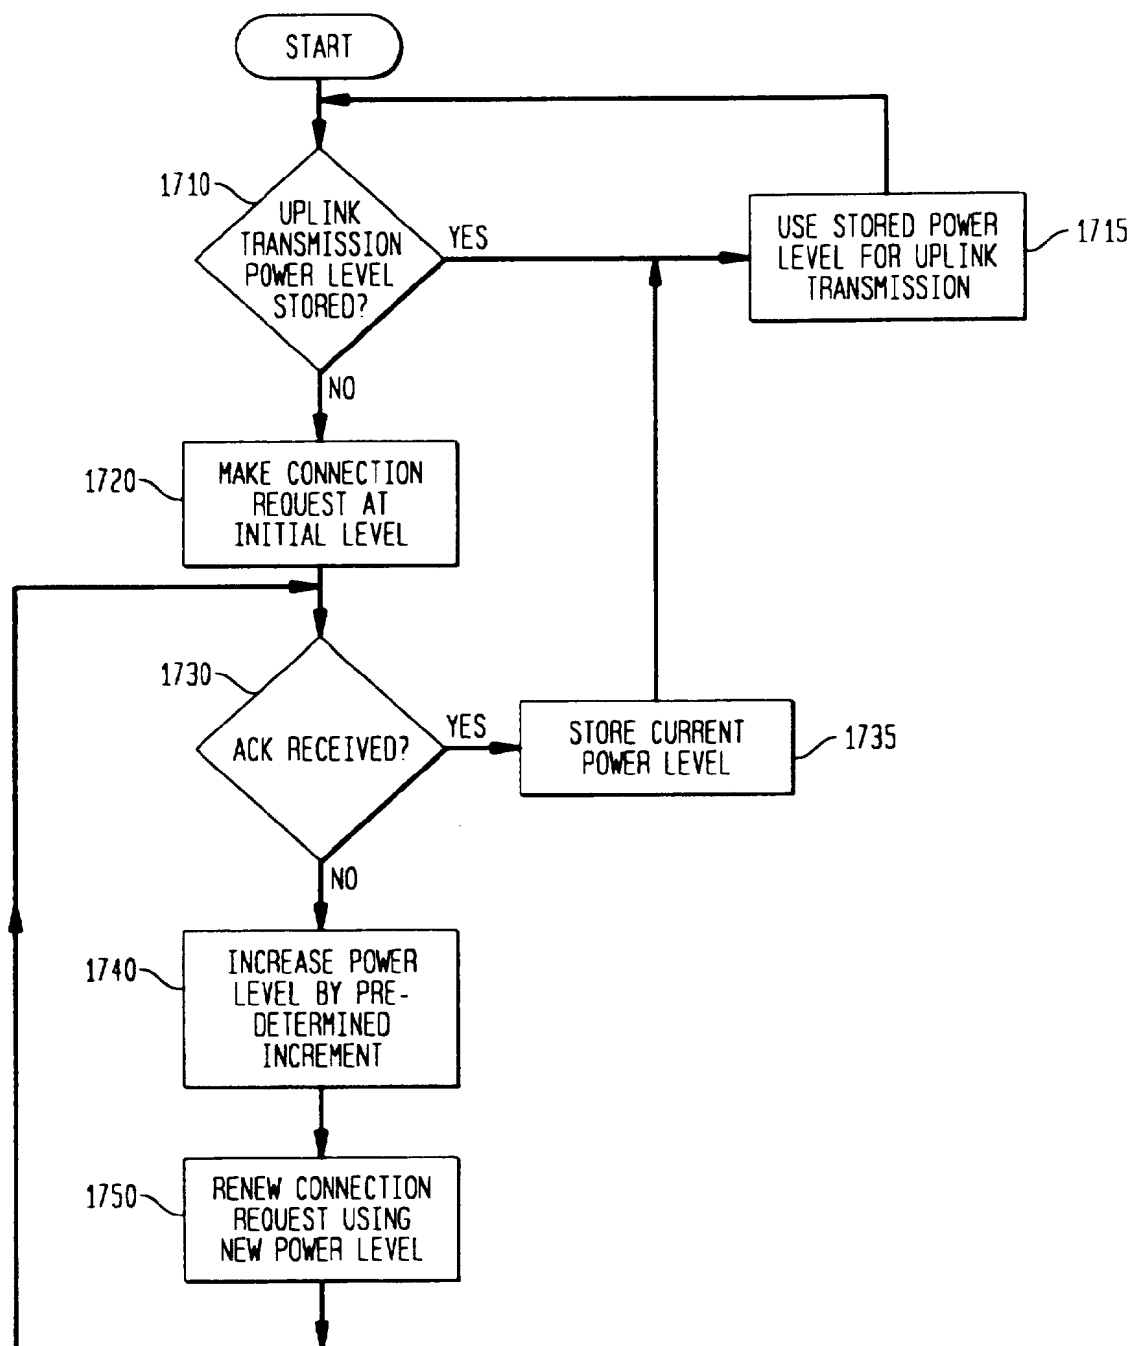 START
1710
UPLINK
TRANSMISSION
POWER LEVEL
STORED?
YES
USE STORED POWER
LEVEL FOR UPLINK
TRANSMISSION
1715
NO
1720
MAKE CONNECTION
REQUEST AT
INITIAL LEVEL
1730
ACK RECEIVED?
YES
STORE CURRENT
POWER LEVEL
1735
NO
1740
INCREASE POWER
LEVEL BY PRE-
DETERMINED
INCREMENT
1750
RENEW CONNECTION
REQUEST USING
NEW POWER LEVEL